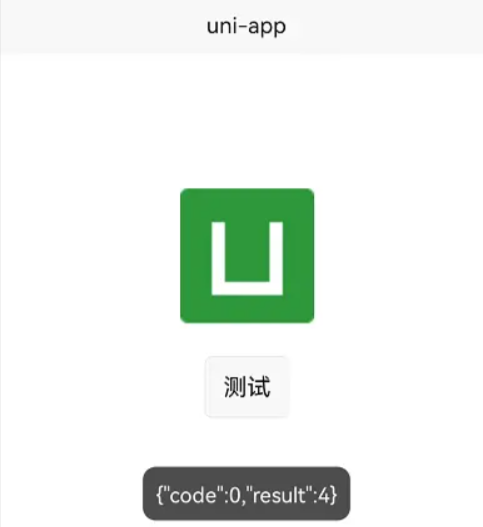 uni-app
测试
{"code":0,"result":4}